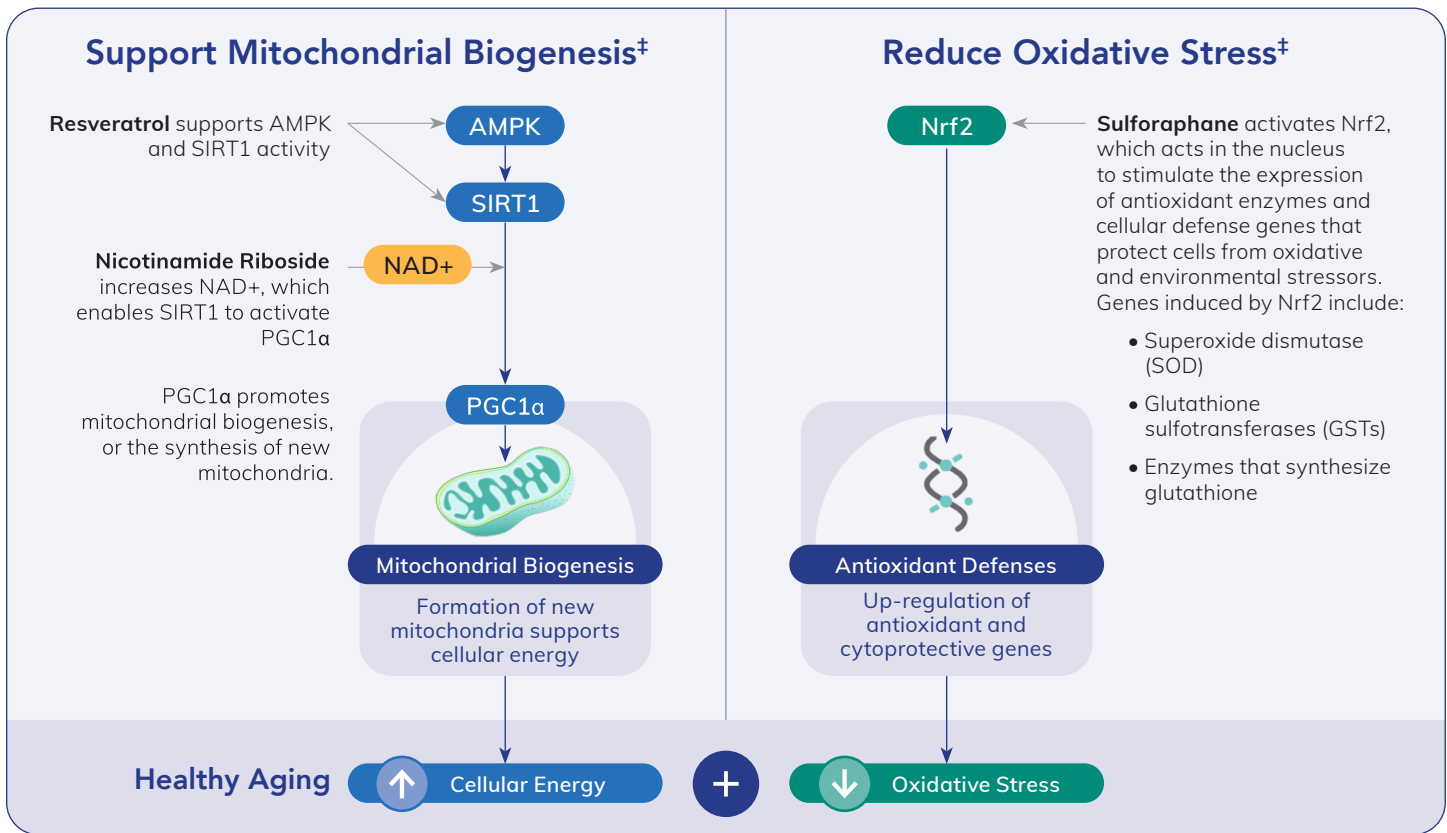 Support Mitochondrial Biogenesis‡
Resveratrol supports AMPK
and SIRT1 activity
AMPK
SIRT1
Nicotinamide Riboside
increases NAD+, which
enables SIRT1 to activate
PGC1α
NAD+
PGC1α promotes
mitochondrial biogenesis,
or the synthesis of new
mitochondria.
PGC1α
Mitochondrial Biogenesis
Formation of new
mitochondria supports
cellular energy
Reduce Oxidative Stress‡
Nrf2
Sulforaphane activates Nrf2,
which acts in the nucleus
to stimulate the expression
of antioxidant enzymes and
cellular defense genes that
protect cells from oxidative
and environmental stressors.
Genes induced by Nrf2 include:
• Superoxide dismutase
(SOD)
• Glutathione
sulfotransferases (GSTs)
• Enzymes that synthesize
glutathione
Antioxidant Defenses
Up-regulation of
antioxidant and
cytoprotective genes
Healthy Aging
↑ Cellular Energy
+
↓ Oxidative Stress